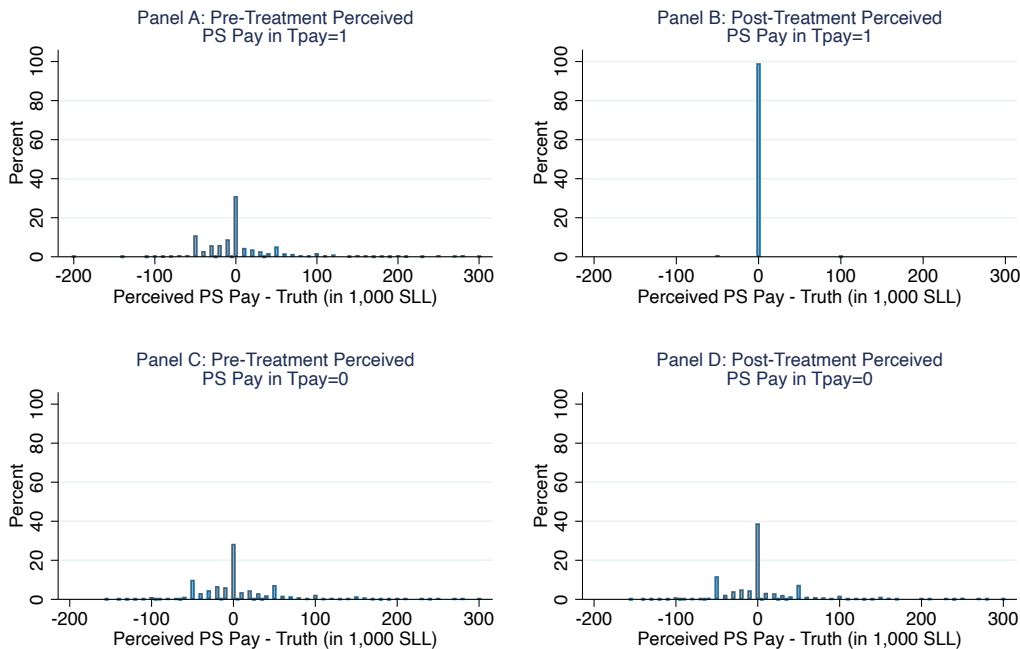 Panel A: Pre-Treatment Perceived
PS Pay in Tpay=1
Percent
100
80
60
40
20
0
-200 -100 0 100 200 300
Perceived PS Pay - Truth (in 1,000 SLL)
Panel B: Post-Treatment Perceived
PS Pay in Tpay=1
Percent
100
80
60
40
20
0
-200 -100 0 100 200 300
Perceived PS Pay - Truth (in 1,000 SLL)
Panel C: Pre-Treatment Perceived
PS Pay in Tpay=0
Percent
100
80
60
40
20
0
-200 -100 0 100 200 300
Perceived PS Pay - Truth (in 1,000 SLL)
Panel D: Post-Treatment Perceived
PS Pay in Tpay=0
Percent
100
80
60
40
20
0
-200 -100 0 100 200 300
Perceived PS Pay - Truth (in 1,000 SLL)